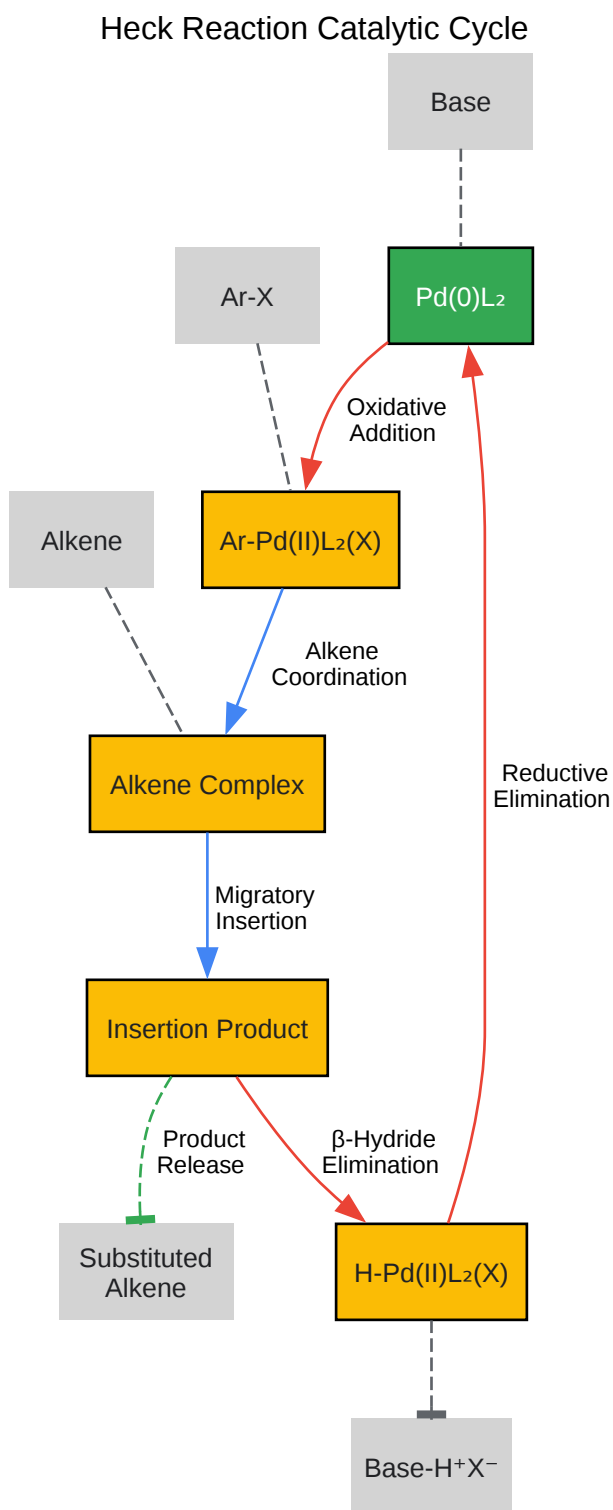 Heck Reaction Catalytic Cycle
Base
Ar-X
Pd(0)L₂
Oxidative
Addition
Alkene
Ar-Pd(II)L₂(X)
Alkene
Coordination
Alkene Complex
Reductive
Elimination
Migratory
Insertion
Insertion Product
Product
Release
β-Hydride
Elimination
Substituted
Alkene
H-Pd(II)L₂(X)
Base-H⁺X⁻